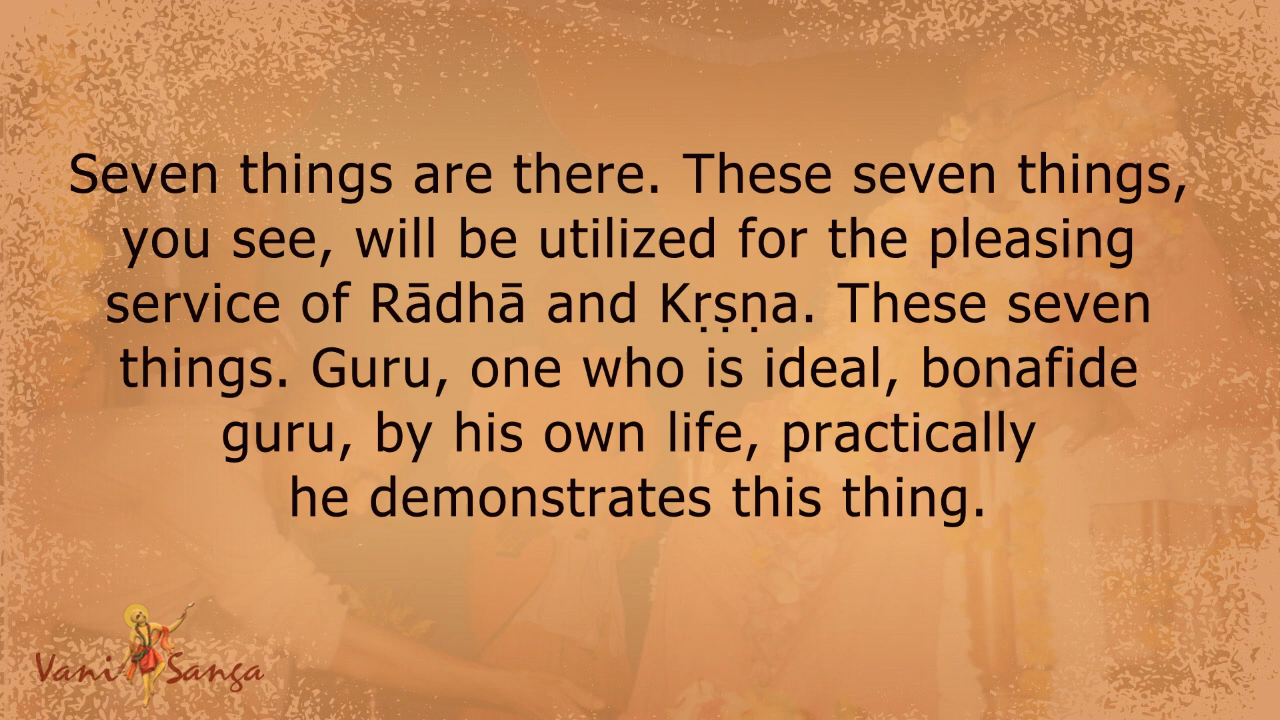 Seven things are there. These seven things,
you see, will be utilized for the pleasing
service of Rādhā and Kṛṣṇa. These seven
things. Guru, one who is ideal, bonafide
guru, by his own life, practically
he demonstrates this thing.
Vani Sanga